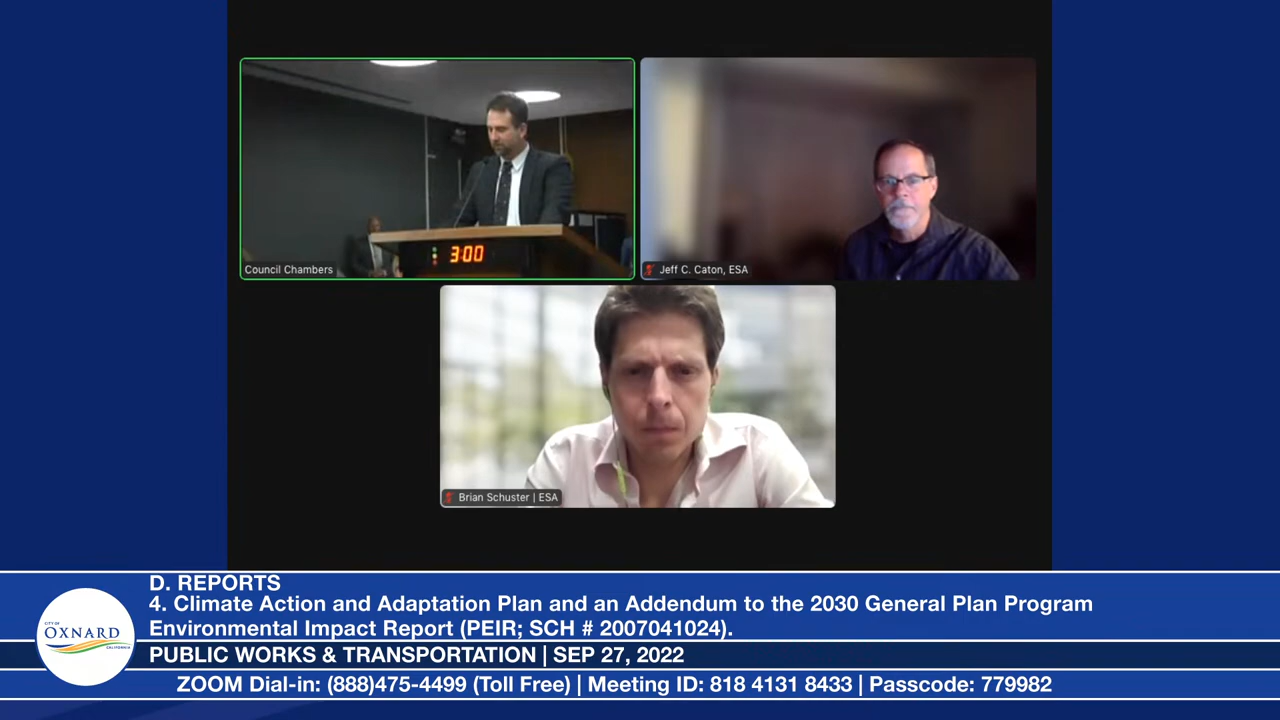 3:00
Council Chambers
Jeff C. Caton, ESA
Brian Schuster | ESA
D. REPORTS
4. Climate Action and Adaptation Plan and an Addendum to the 2030 General Plan Program
Environmental Impact Report (PEIR; SCH # 2007041024).
CITY OF
OXNARD
CALIFORNIA
PUBLIC WORKS & TRANSPORTATION | SEP 27, 2022
ZOOM Dial-in: (888)475-4499 (Toll Free) | Meeting ID: 818 4131 8433 | Passcode: 779982